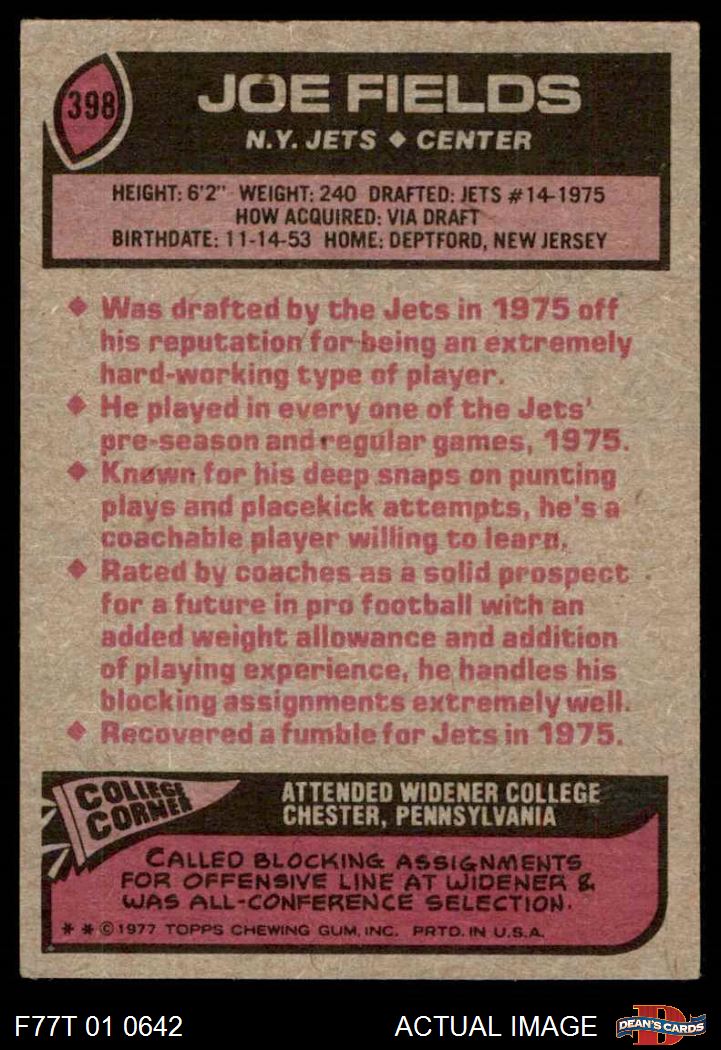 398
JOE FIELDS
N.Y. JETS ◆ CENTER
HEIGHT: 6'2" WEIGHT: 240 DRAFTED: JETS #14-1975
HOW ACQUIRED: VIA DRAFT
BIRTHDATE: 11-14-53 HOME: DEPTFORD, NEW JERSEY
◆ Was drafted by the Jets in 1975 off
his reputation for being an extremely
hard-working type of player.
◆ He played in every one of the Jets'
pre-season and regular games, 1975.
◆ Known for his deep snaps on punting
plays and placekick attempts, he's a
coachable player willing to learn.
◆ Rated by coaches as a solid prospect
for a future in pro football with an
added weight allowance and addition
of playing experience, he handles his
blocking assignments extremely well.
◆ Recovered a fumble for Jets in 1975.
COLLEGE
CORNER
ATTENDED WIDENER COLLEGE
CHESTER, PENNSYLVANIA
CALLED BLOCKING ASSIGNMENTS
FOR OFFENSIVE LINE AT WIDENER &
WAS ALL-CONFERENCE SELECTION.
* * © 1977 TOPPS CHEWING GUM, INC. PRTD. IN U.S.A.
F77T 01 0642
ACTUAL IMAGE
D
DEAN'S CARDS